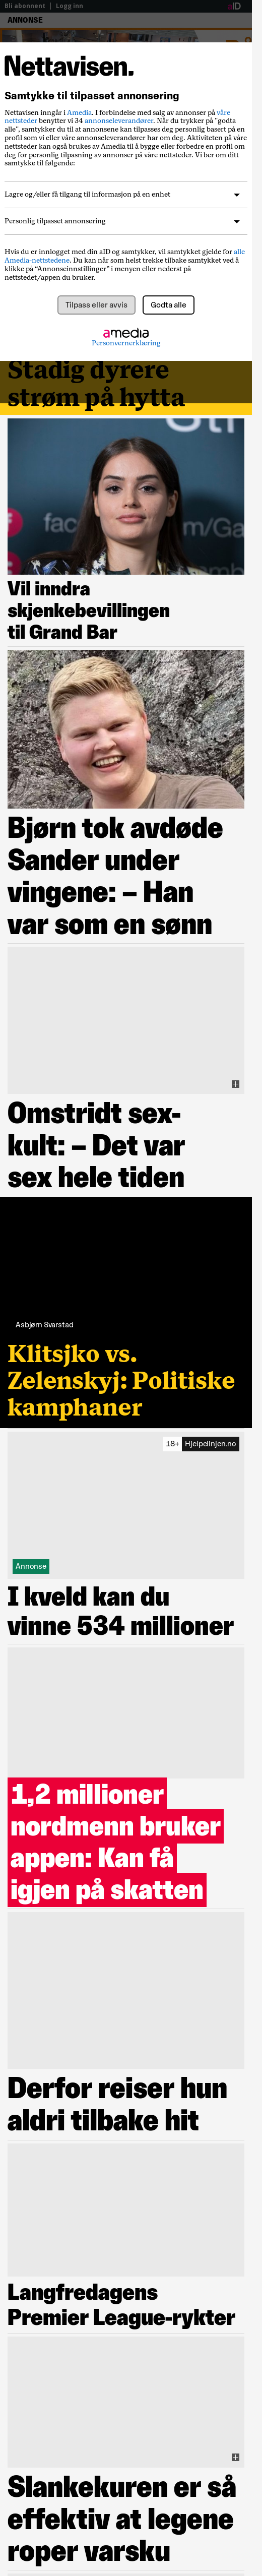 Bli abonnent | Logg inn
aID
ANNONSE
Nettavisen.
Samtykke til tilpasset annonsering
Nettavisen inngår i Amedia. I forbindelse med salg av annonser på våre
nettsteder benytter vi 34 annonseleverandører. Når du trykker på "godta
alle", samtykker du til at annonsene kan tilpasses deg personlig basert på en
profil som vi eller våre annonseleverandører har om deg. Aktiviteten på våre
nettsteder kan også brukes av Amedia til å bygge eller forbedre en profil om
deg for personlig tilpasning av annonser på våre nettsteder. Vi ber om ditt
samtykke til følgende:
Lagre og/eller få tilgang til informasjon på en enhet
Personlig tilpasset annonsering
Hvis du er innlogget med din aID og samtykker, vil samtykket gjelde for alle
Amedia-nettstedene. Du kan når som helst trekke tilbake samtykket ved å
klikke på “Annonseinnstillinger” i menyen eller nederst på
nettstedet/appen du bruker.
Tilpass eller avvis
Godta alle
amedia
Personvernerklæring
Stadig dyrere
strøm på hytta
Vil inndra
skjenkebevillingen
til Grand Bar
Bjørn tok avdøde
Sander under
vingene: – Han
var som en sønn
Omstridt sex-
kult: – Det var
sex hele tiden
Asbjørn Svarstad
Klitsjko vs.
Zelenskyj: Politiske
kamphaner
18+ Hjelpelinjen.no
Annonse
I kveld kan du
vinne 534 millioner
1,2 millioner
nordmenn bruker
appen: Kan få
igjen på skatten
Derfor reiser hun
aldri tilbake hit
Langfredagens
Premier League-rykter
Slankekuren er så
effektiv at legene
roper varsku